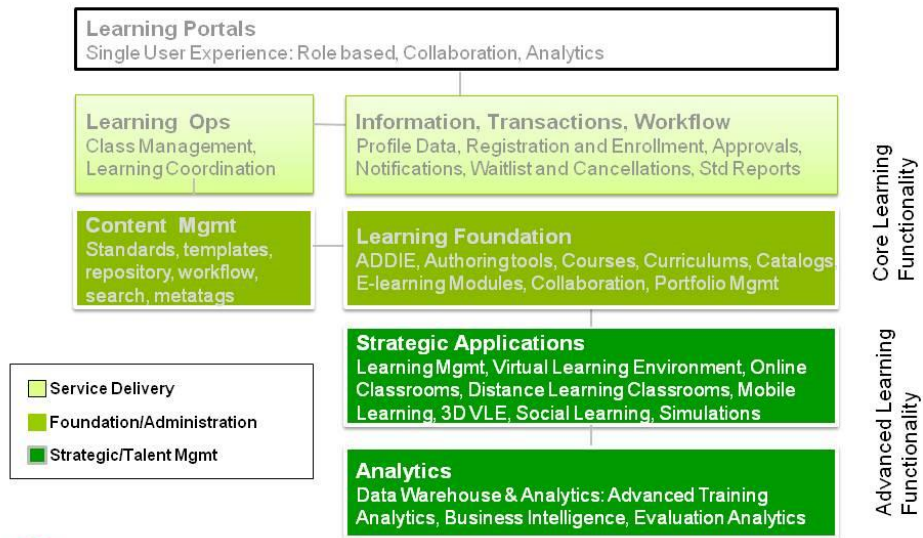 Learning Portals
Single User Experience: Role based, Collaboration, Analytics
Learning Ops
Class Management,
Learning Coordination
Information, Transactions, Workflow
Profile Data, Registration and Enrollment, Approvals,
Notifications, Waitlist and Cancellations, Std Reports
Content Mgmt
Standards, templates,
repository, workflow,
search, metatags
Learning Foundation
ADDIE, Authoring tools, Courses, Curriculums, Catalogs,
E-learning Modules, Collaboration, Portfolio Mgmt
Core Learning
Functionality
Strategic Applications
Learning Mgmt, Virtual Learning Environment, Online
Classrooms, Distance Learning Classrooms, Mobile
Learning, 3D VLE, Social Learning, Simulations
Analytics
Data Warehouse & Analytics: Advanced Training
Analytics, Business Intelligence, Evaluation Analytics
Advanced Learning
Functionality
Service Delivery
Foundation/Administration
Strategic/Talent Mgmt